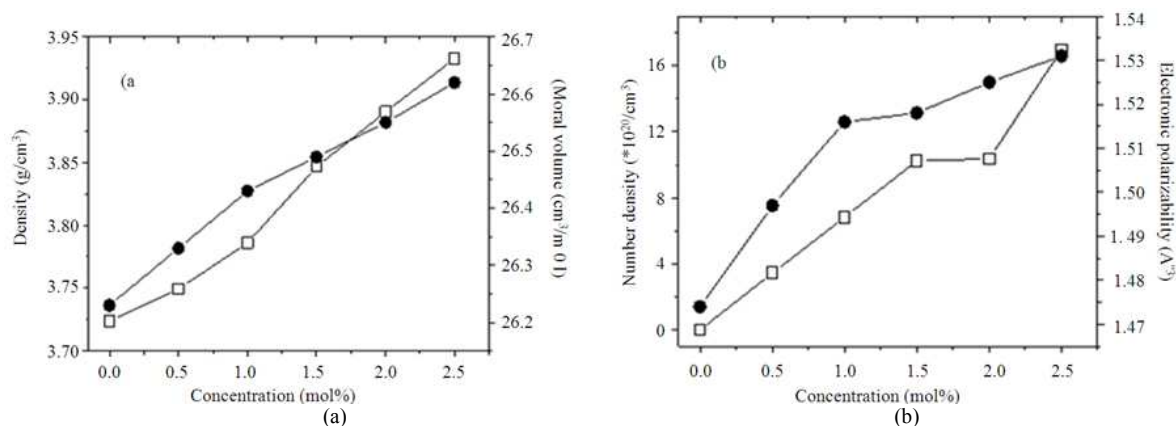 3.95
3.90
3.85
3.80
3.75
3.70
Density (g/cm³)
(a
26.7
26.6
26.5
26.4
26.3
26.2
(Moral volume (cm³/m 0 1)
0.0 0.5 1.0 1.5 2.0 2.5
Concentration (mol%)
(a)
16
12
8
4
0
Number density (*10²⁰/cm³)
(b
1.54
1.53
1.52
1.51
1.50
1.49
1.48
1.47
Electronic polarizability (A°³)
0.0 0.5 1.0 1.5 2.0 2.5
Concentration (mol%)
(b)